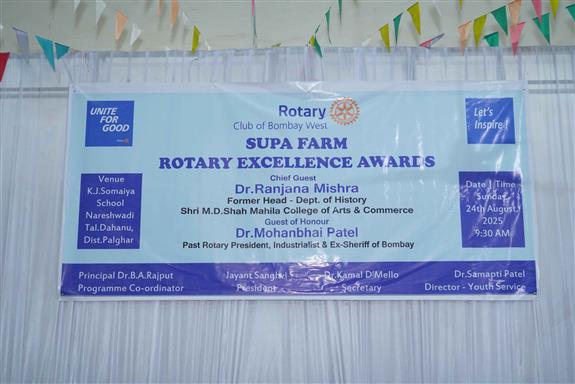 UNITE
FOR
GOOD
Rotary
Club of Bombay West
Let's
Inspire!
SUPA FARM
ROTARY EXCELLENCE AWARDS
Chief Guest
Dr.Ranjana Mishra
Former Head - Dept. of History
Shri M.D.Shah Mahila College of Arts & Commerce
Guest of Honour
Dr.Mohanbhai Patel
Past Rotary President, Industrialist & Ex-Sheriff of Bombay
Venue
K.J.Somaiya
School
Nareshwadi
Tal.Dahanu,
Dist.Palghar
Date | Time
Sunday
24th August,
2025
9:30 AM
Principal Dr.B.A.Rajput
Programme Co-ordinator
Jayant Sanghvi
President
Dr.Kamal D'Mello
Secretary
Dr.Samapti Patel
Director - Youth Service